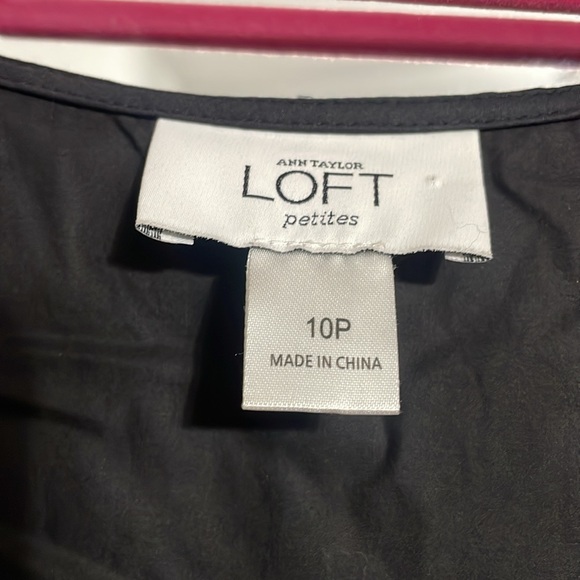 ANN TAYLOR
LOFT
petites
10P
MADE IN CHINA